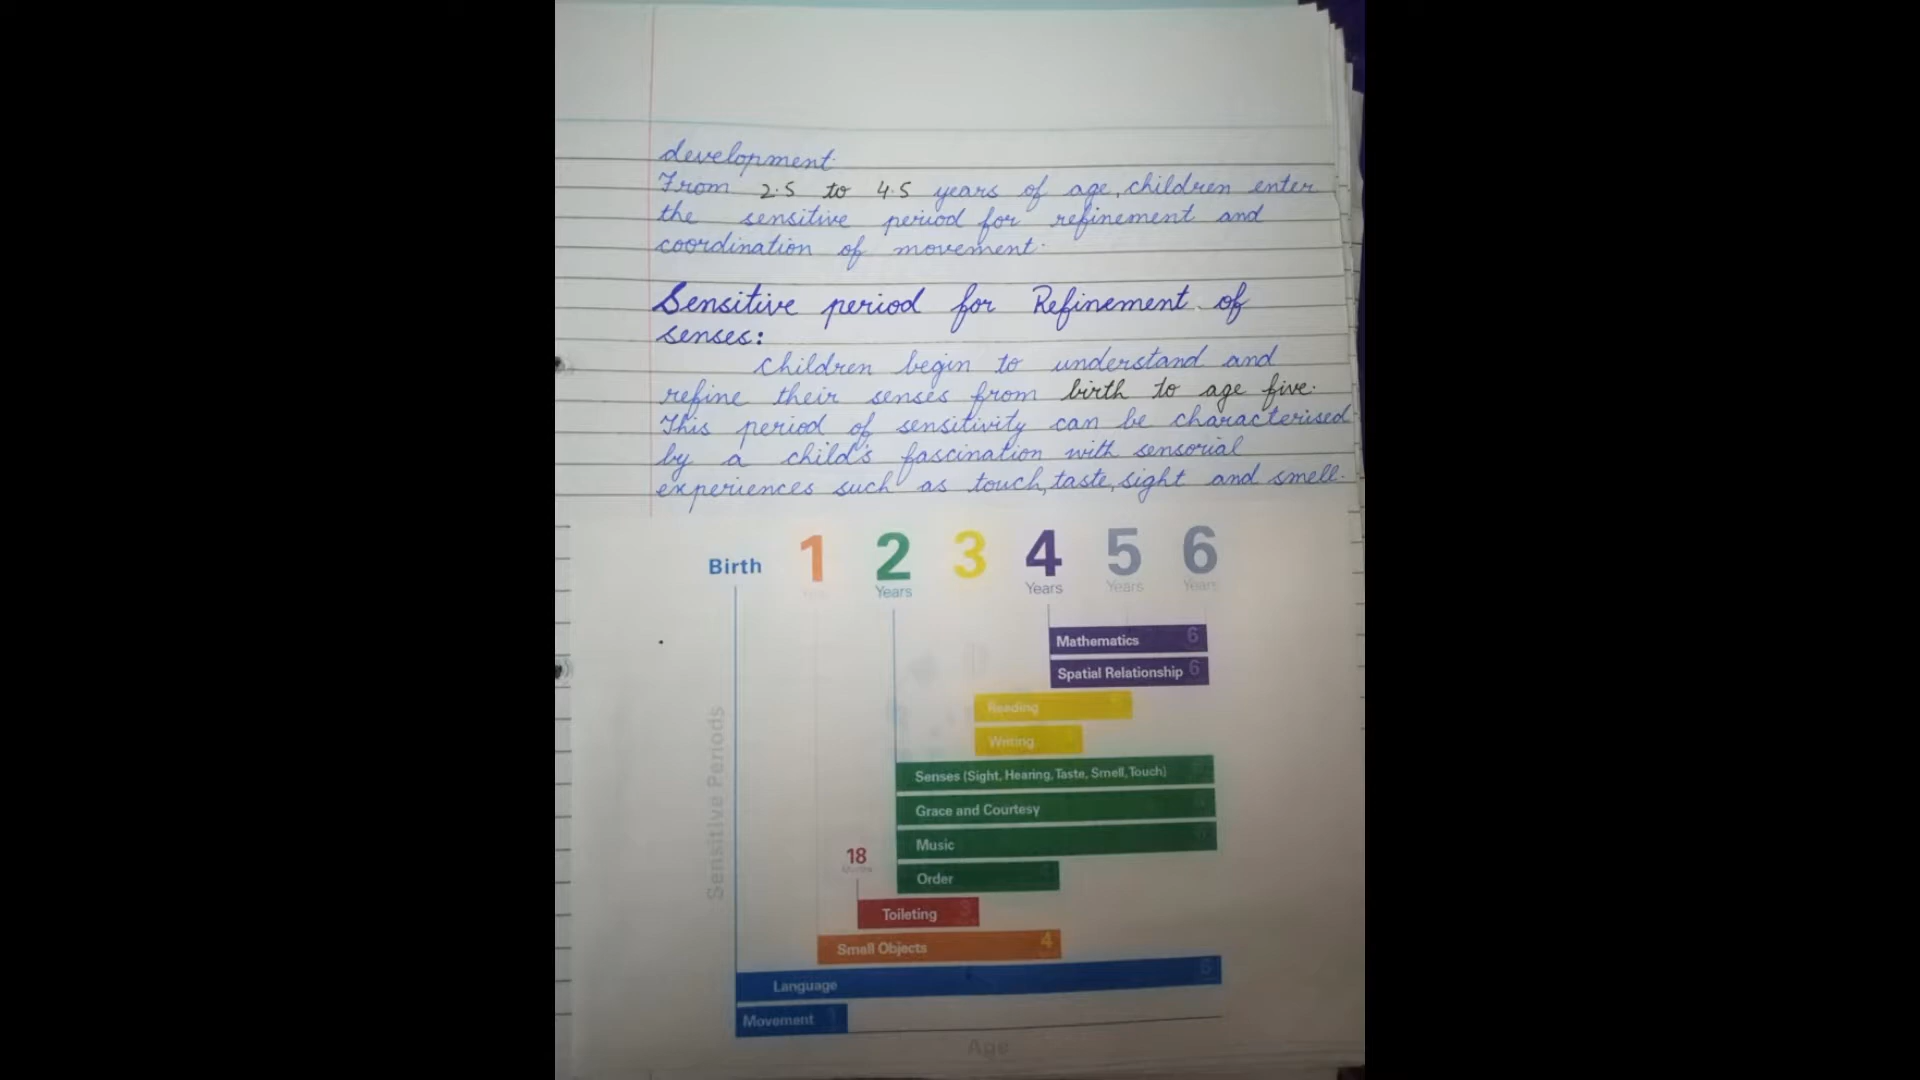 development.
From 2.5 to 4.5 years of age, children enter
the sensitive period for refinement and
coordination of movement.
Sensitive period for Refinement of
senses:
Children begin to understand and
refine their senses from birth to age five.
This period of sensitivity can be characterised
by a child's fascination with sensorial
experiences such as touch, taste, sight and smell.
Birth 1 2 3 4 5 6
Year Years Years Years Years
Mathematics 6
Spatial Relationship 6
Reading
Writing
Senses (Sight, Hearing, Taste, Smell, Touch)
Grace and Courtesy
Music
18
Months
Order
Toileting 3
Small Objects 4
Language 6
Movement
Sensitive Periods
Age